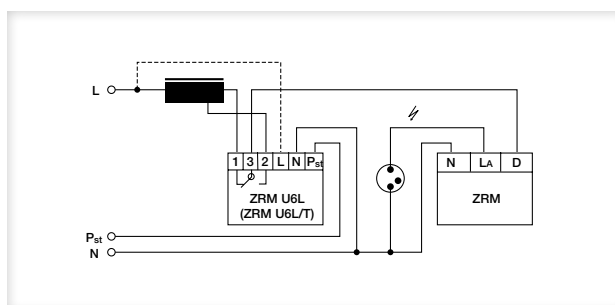 L
1 3 2 L N Pst
N LA D
ZRM U6L
(ZRM U6L/T)
ZRM
Pst
N